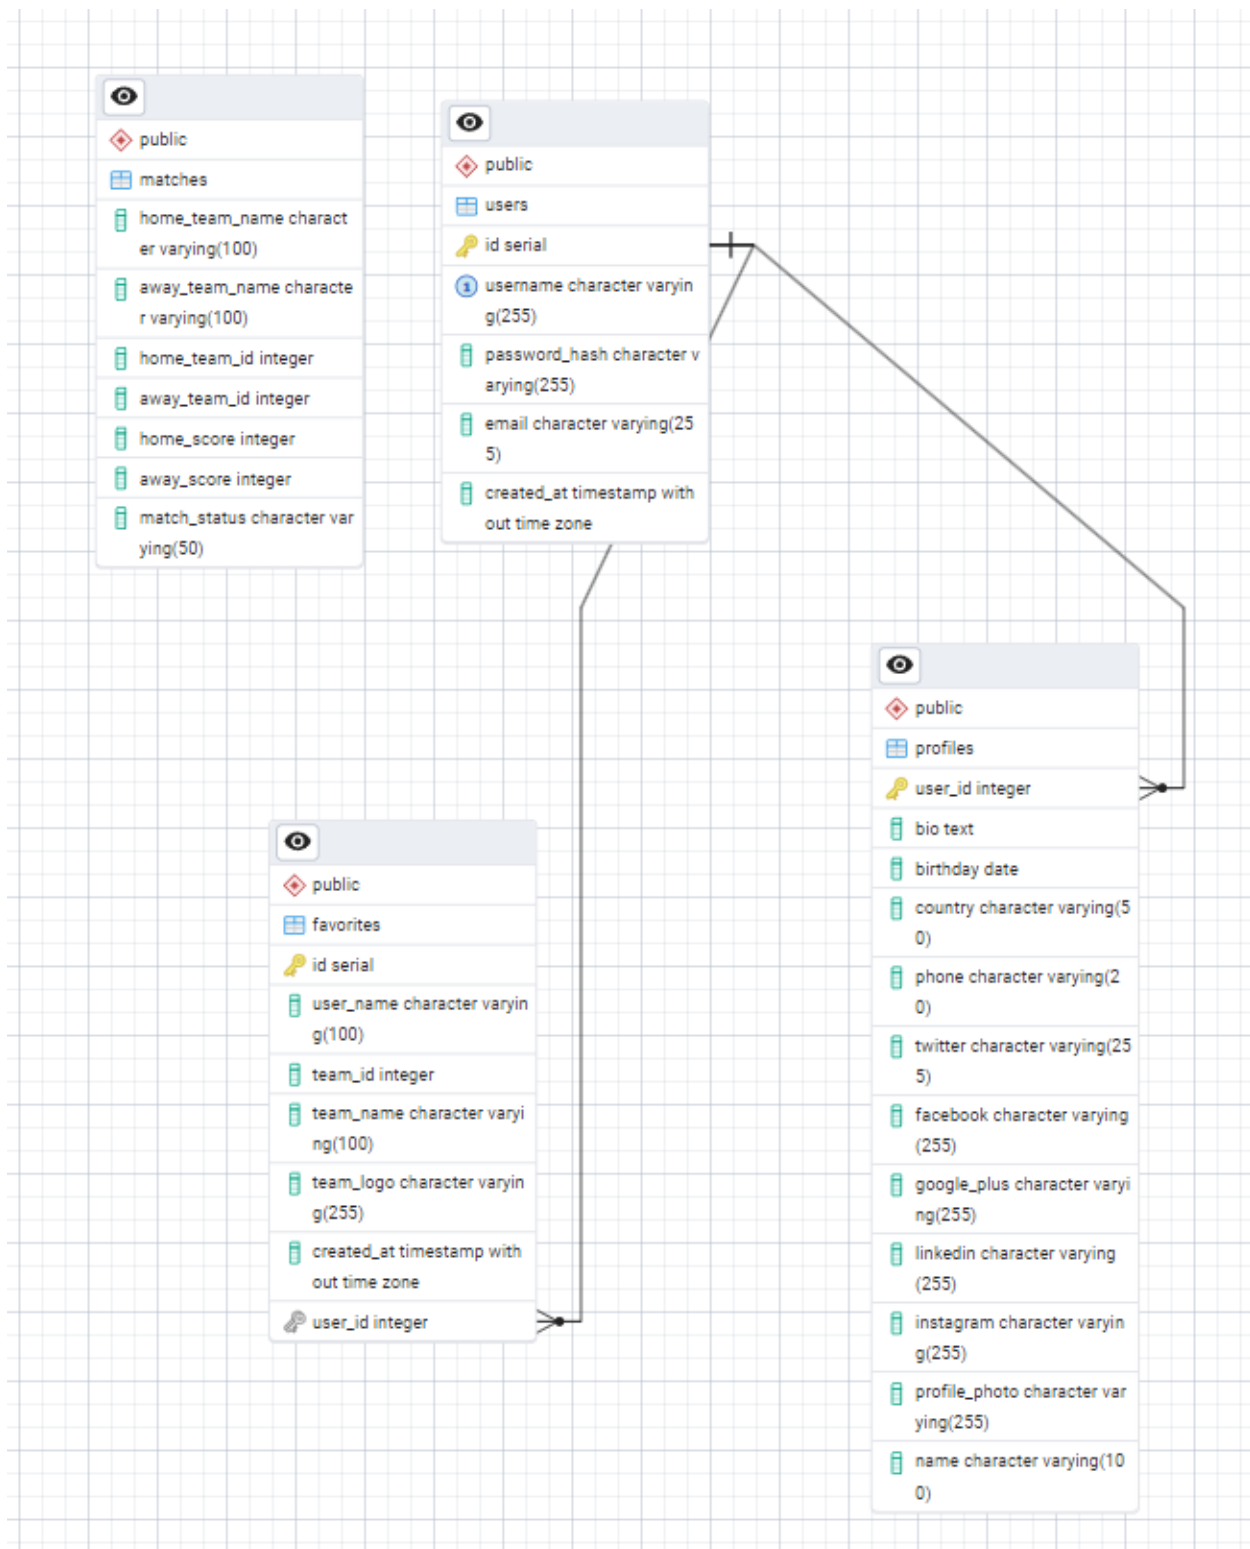 public
matches
home_team_name charact
er varying(100)
away_team_name characte
r varying(100)
home_team_id integer
away_team_id integer
home_score integer
away_score integer
match_status character var
ying(50)
public
users
id serial
1
username character varyin
g(255)
password_hash character v
arying(255)
email character varying(25
5)
created_at timestamp with
out time zone
public
favorites
id serial
user_name character varyin
g(100)
team_id integer
team_name character varyi
ng(100)
team_logo character varyin
g(255)
created_at timestamp with
out time zone
user_id integer
public
profiles
user_id integer
bio text
birthday date
country character varying(5
0)
phone character varying(2
0)
twitter character varying(25
5)
facebook character varying
(255)
google_plus character varyi
ng(255)
linkedin character varying
(255)
instagram character varyin
g(255)
profile_photo character var
ying(255)
name character varying(10
0)